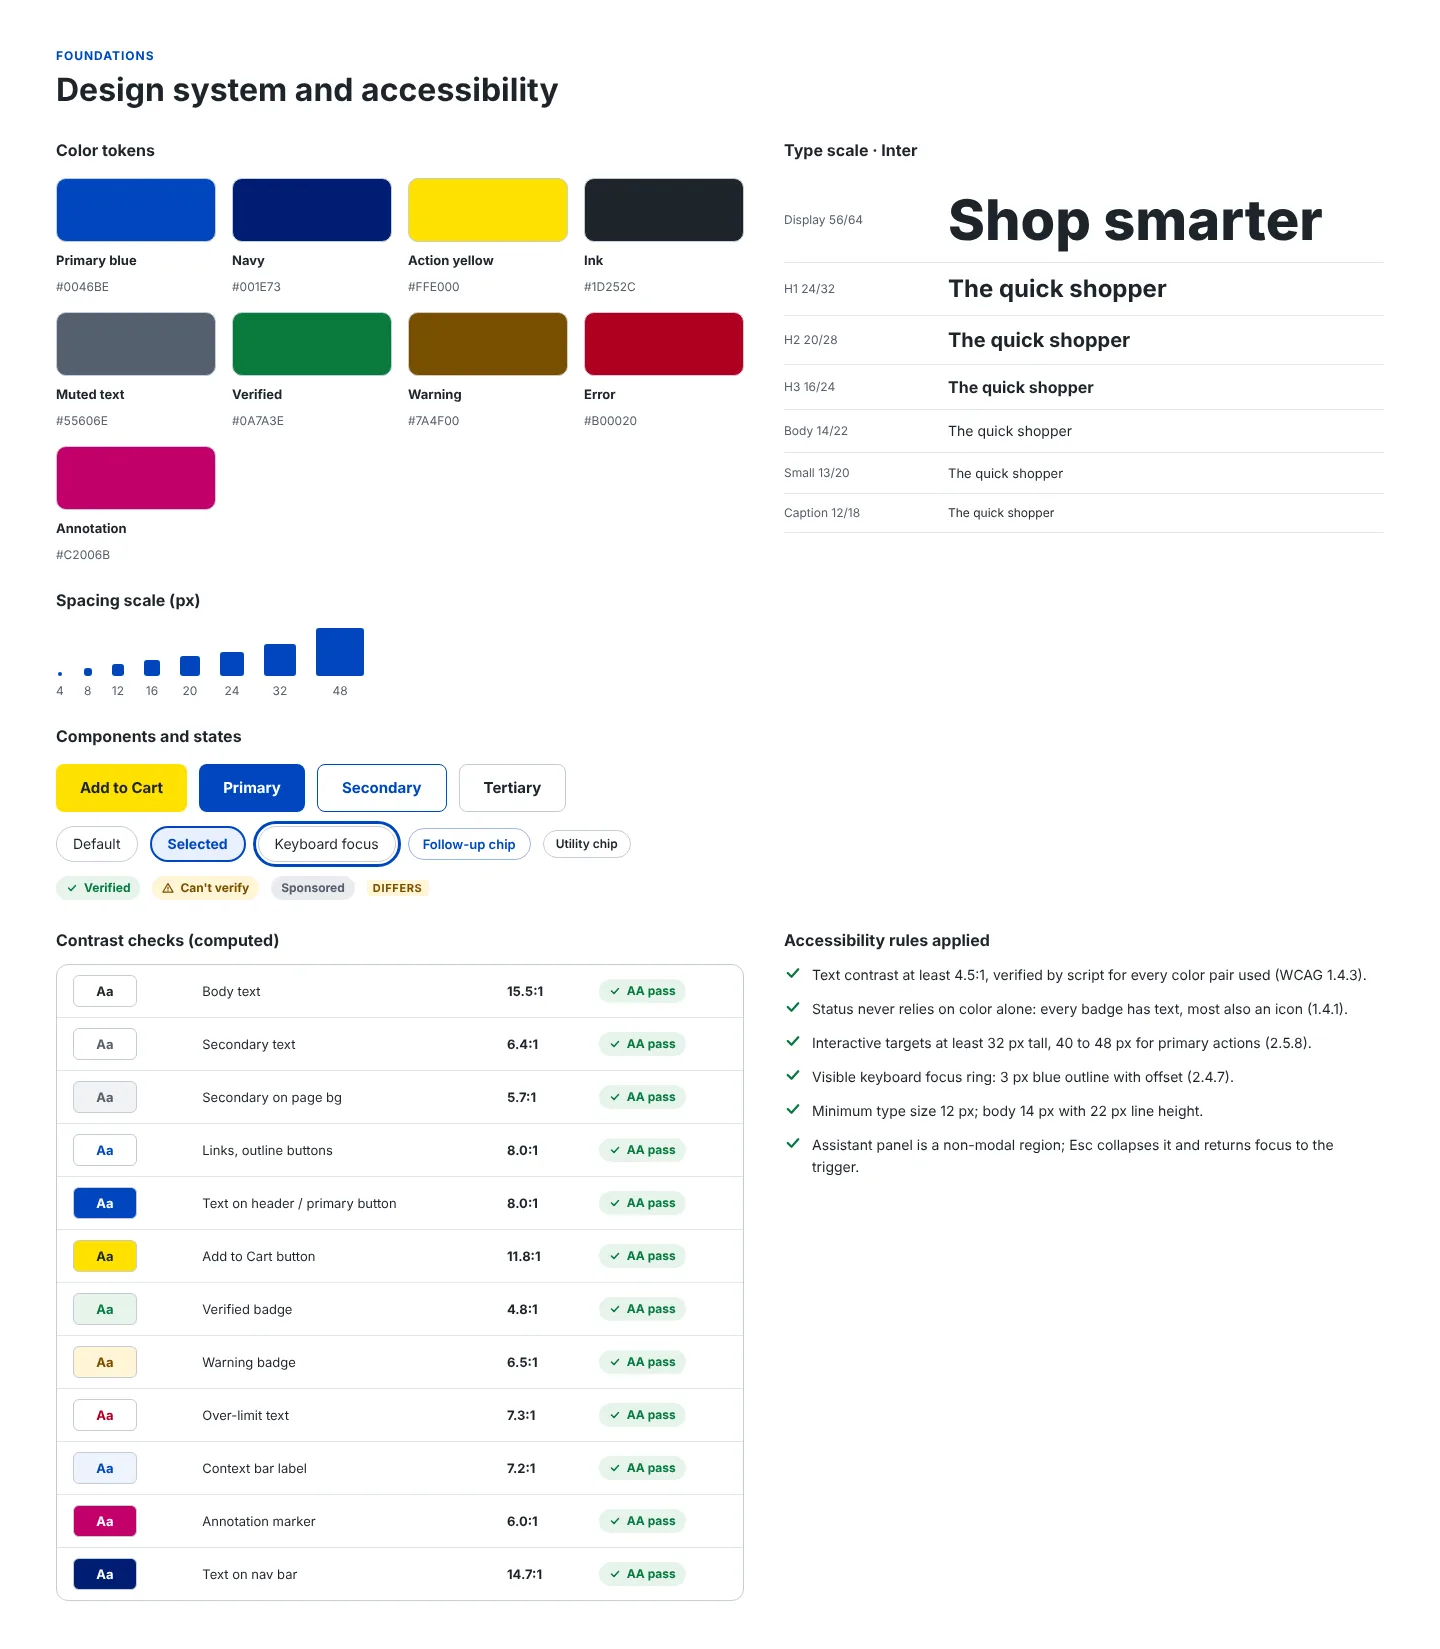 FOUNDATIONS
Design system and accessibility
Color tokens
Primary blue
#0046BE
Navy
#001E73
Action yellow
#FFE000
Ink
#1D252C
Muted text
#55606E
Verified
#0A7A3E
Warning
#7A4F00
Error
#B00020
Annotation
#C2006B
Type scale · Inter
Display 56/64
Shop smarter
H1 24/32
The quick shopper
H2 20/28
The quick shopper
H3 16/24
The quick shopper
Body 14/22
The quick shopper
Small 13/20
The quick shopper
Caption 12/18
The quick shopper
Spacing scale (px)
4 8 12 16 20 24 32 48
Components and states
Add to Cart Primary Secondary Tertiary
Default Selected Keyboard focus Follow-up chip Utility chip
Verified Can't verify Sponsored DIFFERS
Contrast checks (computed)
Aa Body text 15.5:1 AA pass
Aa Secondary text 6.4:1 AA pass
Aa Secondary on page bg 5.7:1 AA pass
Aa Links, outline buttons 8.0:1 AA pass
Aa Text on header / primary button 8.0:1 AA pass
Aa Add to Cart button 11.8:1 AA pass
Aa Verified badge 4.8:1 AA pass
Aa Warning badge 6.5:1 AA pass
Aa Over-limit text 7.3:1 AA pass
Aa Context bar label 7.2:1 AA pass
Aa Annotation marker 6.0:1 AA pass
Aa Text on nav bar 14.7:1 AA pass
Accessibility rules applied
Text contrast at least 4.5:1, verified by script for every color pair used (WCAG 1.4.3).
Status never relies on color alone: every badge has text, most also an icon (1.4.1).
Interactive targets at least 32 px tall, 40 to 48 px for primary actions (2.5.8).
Visible keyboard focus ring: 3 px blue outline with offset (2.4.7).
Minimum type size 12 px; body 14 px with 22 px line height.
Assistant panel is a non-modal region; Esc collapses it and returns focus to the
trigger.